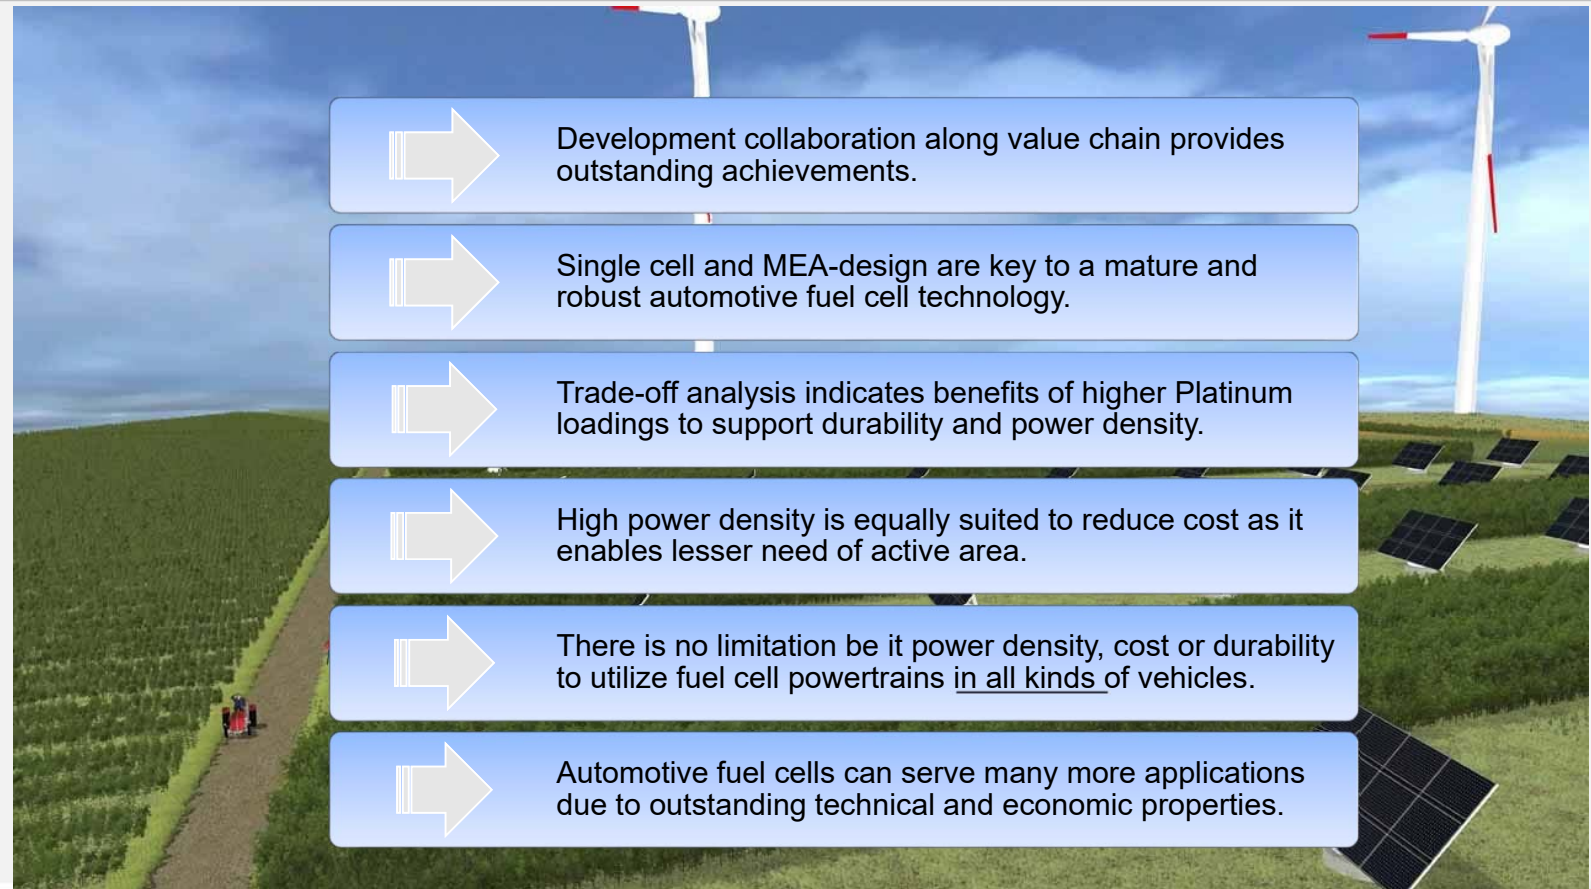 Development collaboration along value chain provides
outstanding achievements.
Single cell and MEA-design are key to a mature and
robust automotive fuel cell technology.
Trade-off analysis indicates benefits of higher Platinum
loadings to support durability and power density.
High power density is equally suited to reduce cost as it
enables lesser need of active area.
There is no limitation be it power density, cost or durability
to utilize fuel cell powertrains in all kinds of vehicles.
Automotive fuel cells can serve many more applications
due to outstanding technical and economic properties.